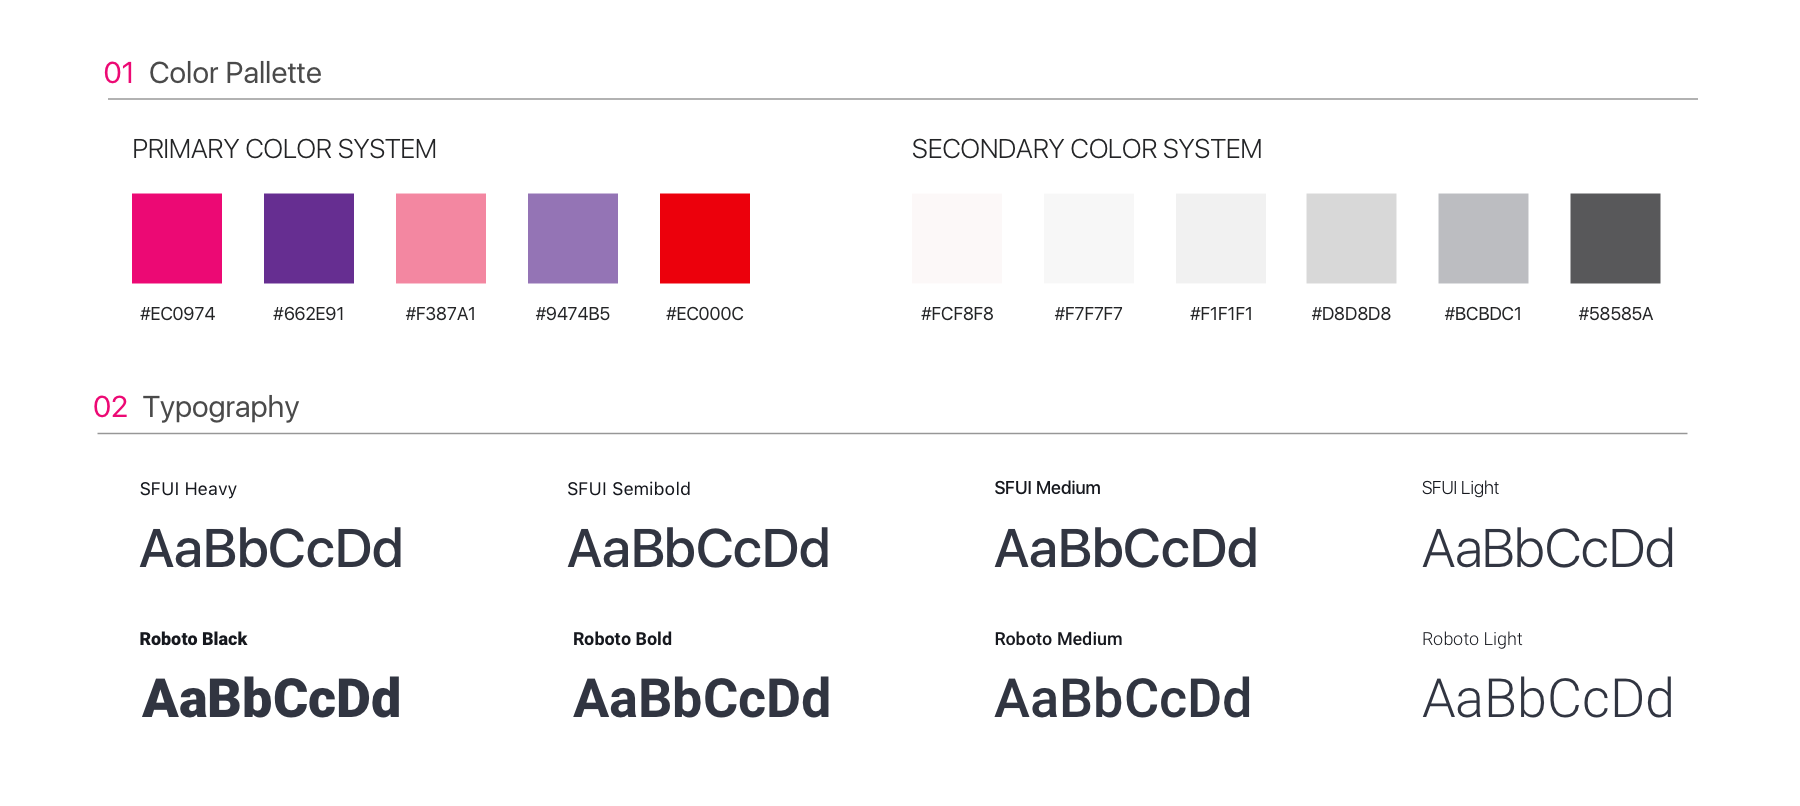 01 Color Pallette
PRIMARY COLOR SYSTEM
#EC0974 #662E91 #F387A1 #9474B5 #EC000C
SECONDARY COLOR SYSTEM
#FCF8F8 #F7F7F7 #F1F1F1 #D8D8D8 #BCBDC1 #58585A
02 Typography
SFUI Heavy
AaBbCcDd
SFUI Semibold
AaBbCcDd
SFUI Medium
AaBbCcDd
SFUI Light
AaBbCcDd
Roboto Black
AaBbCcDd
Roboto Bold
AaBbCcDd
Roboto Medium
AaBbCcDd
Roboto Light
AaBbCcDd